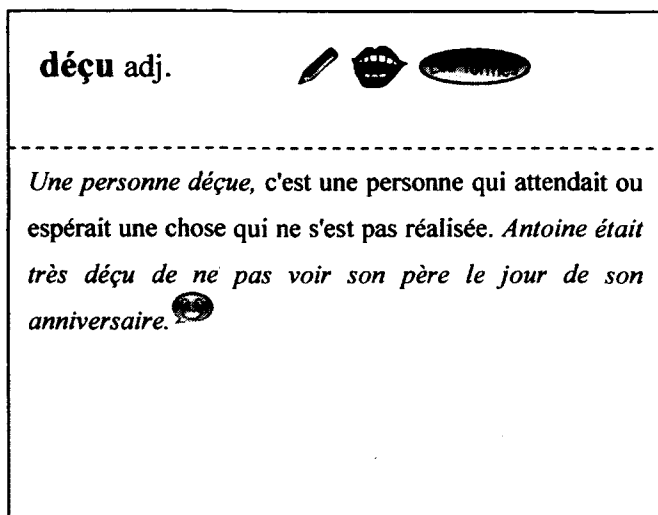 déçu adj.
Une personne déçue, c'est une personne qui attendait ou
espérait une chose qui ne s'est pas réalisée. Antoine était
très déçu de ne pas voir son père le jour de son
anniversaire.